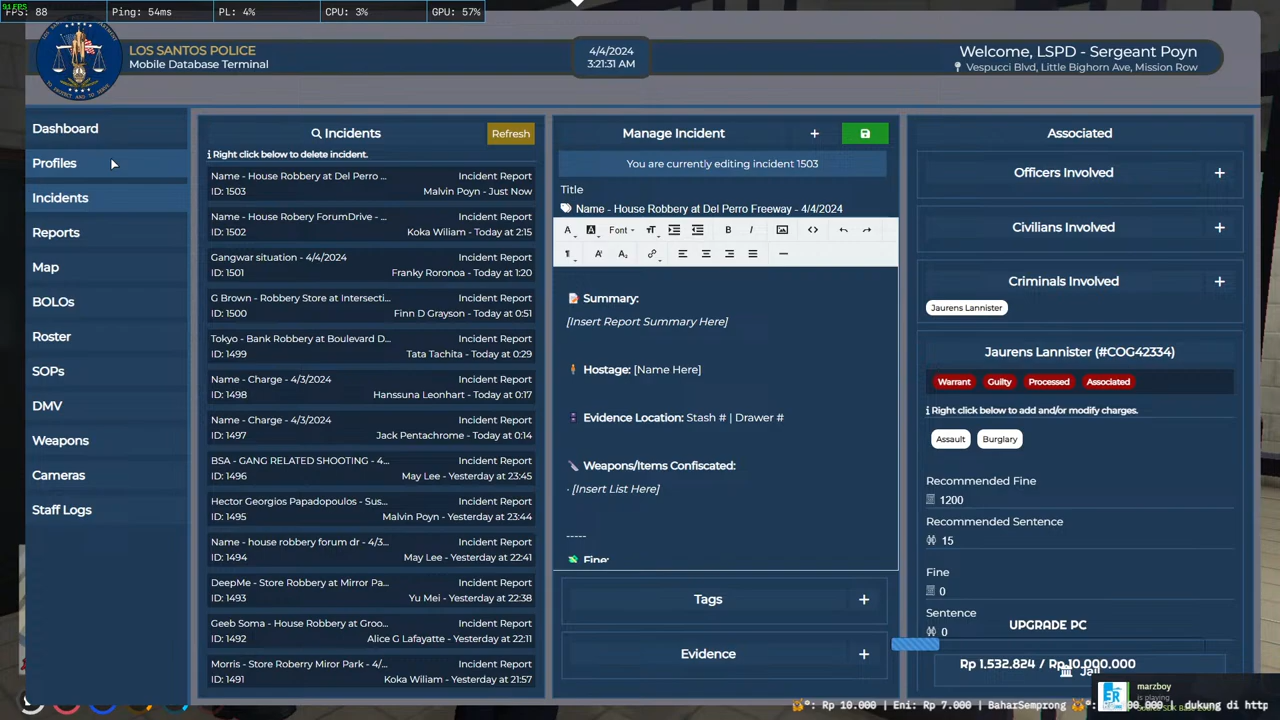 91 FPS
FPS: 88
Ping: 54ms
PL: 4%
CPU: 3%
GPU: 57%
LOS SANTOS POLICE
Mobile Database Terminal
4/4/2024
3:21:31 AM
Welcome, LSPD - Sergeant Poyn
Vespucci Blvd, Little Bighorn Ave, Mission Row
Dashboard
Profiles
Incidents
Reports
Map
BOLOs
Roster
SOPs
DMV
Weapons
Cameras
Staff Logs
Incidents
Refresh
Right click below to delete incident.
Name - House Robbery at Del Perro ... Incident Report
ID: 1503 Malvin Poyn - Just Now
Name - House Robery ForumDrive - ... Incident Report
ID: 1502 Koka Wiliam - Today at 2:15
Gangwar situation - 4/4/2024 Incident Report
ID: 1501 Franky Roronoa - Today at 1:20
G Brown - Robbery Store at Intersecti... Incident Report
ID: 1500 Finn D Grayson - Today at 0:51
Tokyo - Bank Robbery at Boulevard D... Incident Report
ID: 1499 Tata Tachita - Today at 0:29
Name - Charge - 4/3/2024 Incident Report
ID: 1498 Hanssuna Leonhart - Today at 0:17
Name - Charge - 4/3/2024 Incident Report
ID: 1497 Jack Pentachrome - Today at 0:14
BSA - GANG RELATED SHOOTING - 4... Incident Report
ID: 1496 May Lee - Yesterday at 23:45
Hector Georgios Papadopoulos - Sus... Incident Report
ID: 1495 Malvin Poyn - Yesterday at 23:44
Name - house robbery forum dr - 4/3... Incident Report
ID: 1494 May Lee - Yesterday at 22:41
DeepMe - Store Robbery at Mirror Pa... Incident Report
ID: 1493 Yu Mei - Yesterday at 22:38
Geeb Soma - House Robbery at Groo... Incident Report
ID: 1492 Alice G Lafayatte - Yesterday at 22:11
Morris - Store Roberry Miror Park - 4/... Incident Report
ID: 1491 Koka Wiliam - Yesterday at 21:57
Manage Incident
You are currently editing incident 1503
Title
Name - House Robbery at Del Perro Freeway - 4/4/2024
Font
Summary:
[Insert Report Summary Here]
Hostage: [Name Here]
Evidence Location: Stash # | Drawer #
Weapons/Items Confiscated:
· [Insert List Here]
-----
Fine:
Tags
Evidence
Associated
Officers Involved
Civilians Involved
Criminals Involved
Jaurens Lannister
Jaurens Lannister (#COG42334)
Warrant Guilty Processed Associated
Right click below to add and/or modify charges.
Assault Burglary
Recommended Fine
1200
Recommended Sentence
15
Fine
0
Sentence
0
UPGRADE PC
Rp 1.532.824 / Rp 10.000.000
Jail
marzboy
is playing
: Rp 10.000 | Eni: Rp 7.000 | BaharSemprong
dukung di http